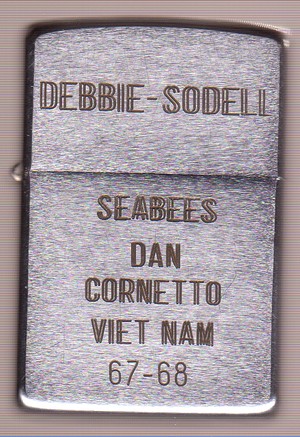 DEBBIE-SODELL
SEABEES
DAN
CORNETTO
VIET NAM
67-68